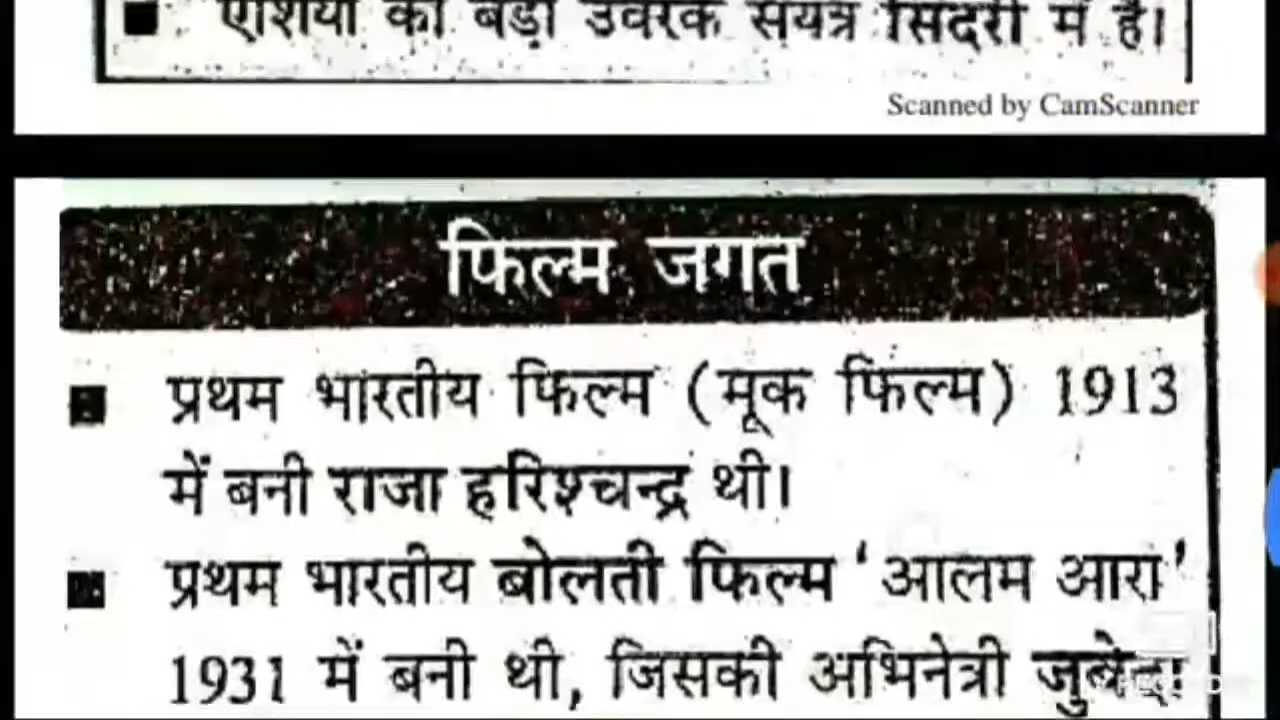 ■ एशिया का बड़ा उर्वरक संयंत्र सिंदरी में है।
Scanned by CamScanner
फिल्म जगत
■ प्रथम भारतीय फिल्म (मूक फिल्म) 1913
में बनी राजा हरिश्चन्द्र थी।
■ प्रथम भारतीय बोलती फिल्म ‘आलम आरा’
1931 में बनी थी, जिसकी अभिनेत्री जुबेदा